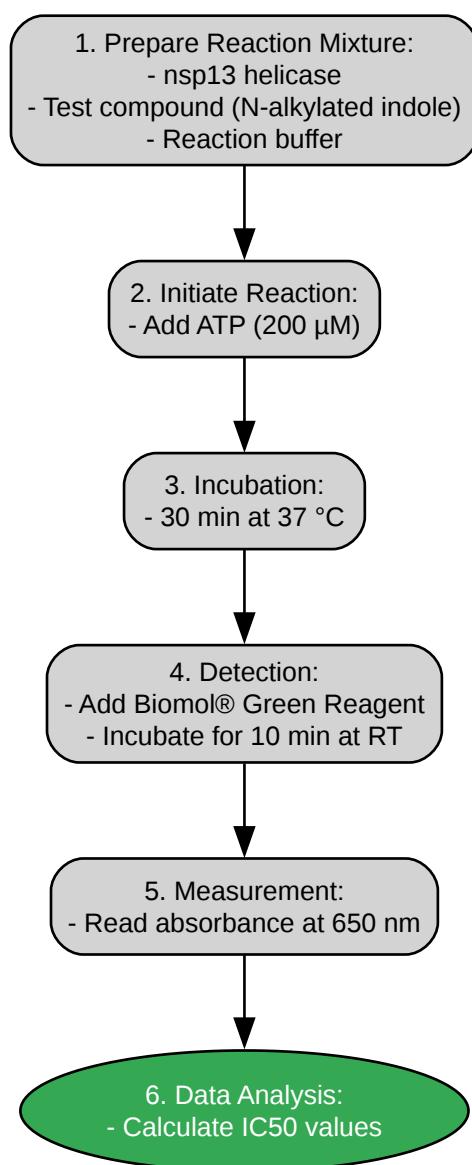 1. Prepare Reaction Mixture:
- nsp13 helicase
- Test compound (N-alkylated indole)
- Reaction buffer
2. Initiate Reaction:
- Add ATP (200 µM)
3. Incubation:
- 30 min at 37 °C
4. Detection:
- Add Biomol® Green Reagent
- Incubate for 10 min at RT
5. Measurement:
- Read absorbance at 650 nm
6. Data Analysis:
- Calculate IC50 values